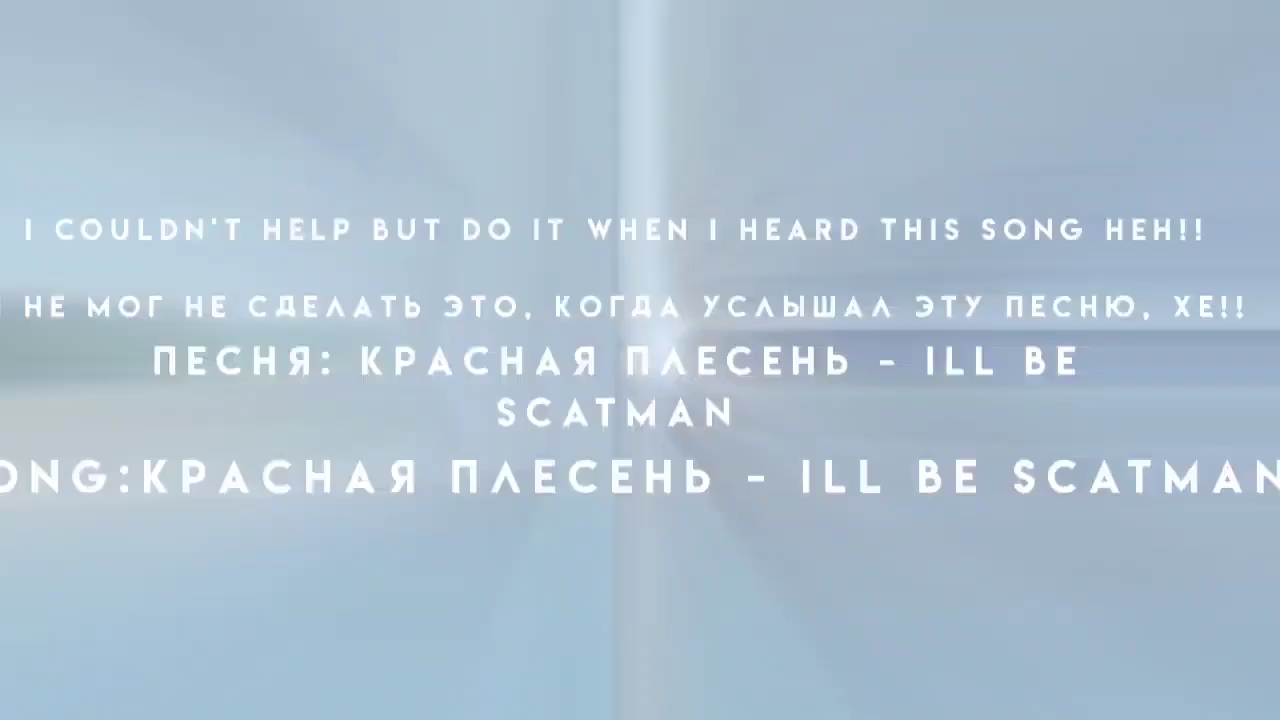 I COULDN'T HELP BUT DO IT WHEN I HEARD THIS SONG HEH!!
НЕ МОГ НЕ СДЕЛАТЬ ЭТО, КОГДА УСЛЫШАЛ ЭТУ ПЕСНЮ, ХЕ!!
ПЕСНЯ: КРАСНАЯ ПЛЕСЕНЬ - ILL BE
SCATMAN
ONG:КРАСНАЯ ПЛЕСЕНЬ - ILL BE SCATMAN